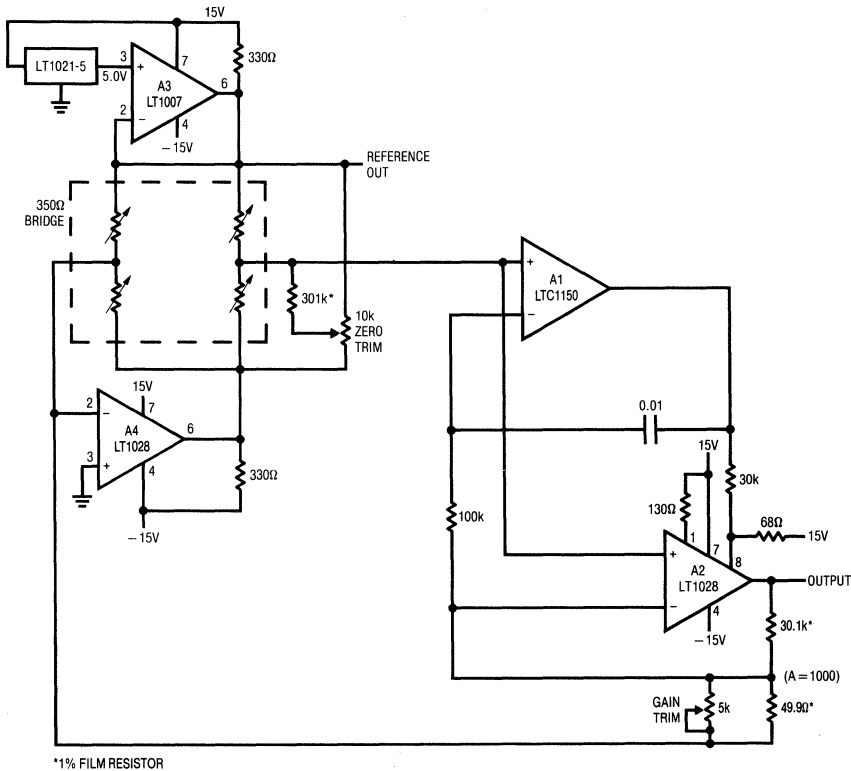 15V
LT1021-5
5.0V
3
+
7
A3
LT1007
6
330Ω
2
−
4
−15V
REFERENCE
OUT
350Ω
BRIDGE
301k*
10k
ZERO
TRIM
+
A1
LTC1150
−
15V
7
2
−
A4
LT1028
6
3
+
4
330Ω
−15V
0.01
15V
30k
100k
130Ω
68Ω
15V
1
7
8
+
A2
LT1028
OUTPUT
−
4
−15V
30.1k*
(A = 1000)
GAIN
TRIM
5k
49.9Ω*
*1% FILM RESISTOR